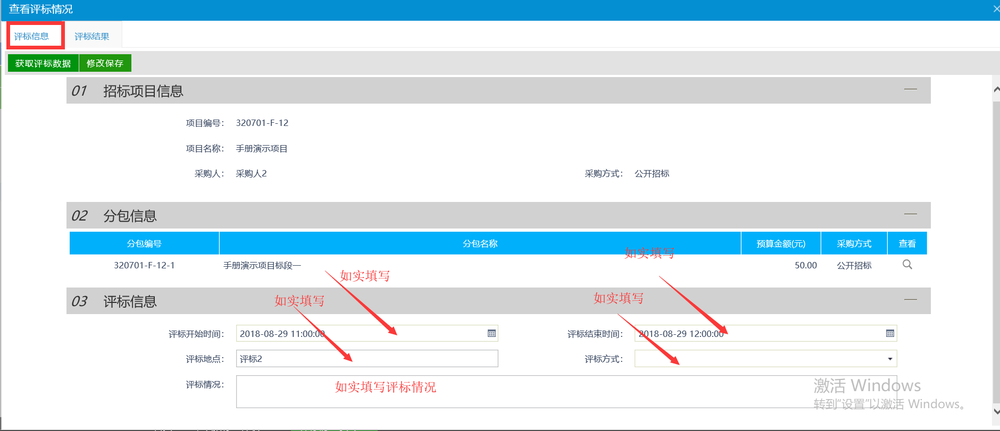 查看评标情况
评标信息 评标结果
获取评标数据 修改保存
01 招标项目信息
项目编号： 320701-F-12
项目名称： 手册演示项目
采购人： 采购人2 采购方式： 公开招标
02 分包信息
分包编号 分包名称 预算金额(元) 采购方式 查看
如实填写
320701-F-12-1 手册演示项目标段一 50.00 公开招标
如实填写
如实填写 如实填写
03 评标信息
评标开始时间： 2018-08-29 11:00:00 评标结束时间： 2018-08-29 12:00:00
评标地点： 评标2 评标方式：
评标情况： 如实填写评标情况
激活 Windows
转到“设置”以激活 Windows。